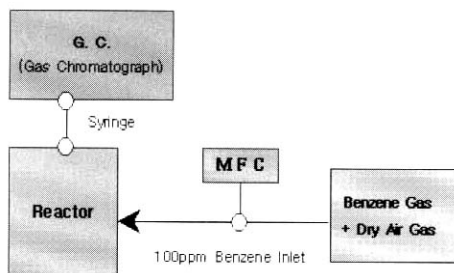 G. C.
(Gas Chromatograph)
Syringe
MFC
Reactor
Benzene Gas
+ Dry Air Gas
100ppm Benzene Inlet